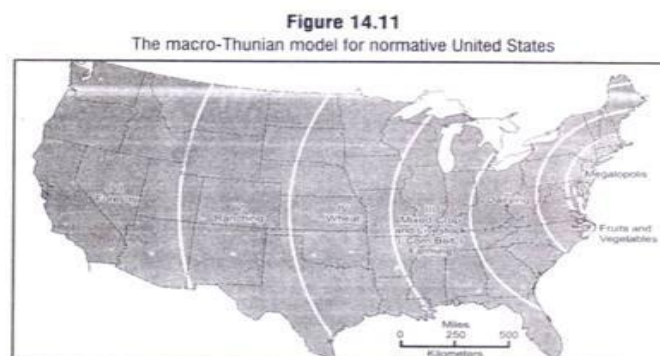 Figure 14.11
The macro-Thunian model for normative United States
Megalopolis
Ranching
Wheat
Mixed Crop
and Livestock
Corn Belt
Farming
Fruits and
Vegetables
Miles
0 250 500
Kilometers